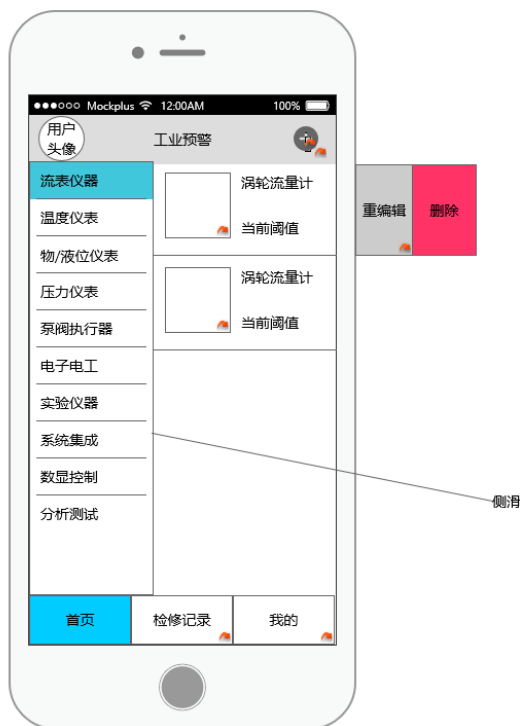 Mockplus 12:00AM 100%
用户
头像
工业预警
流表仪器
温度仪表
物/液位仪表
压力仪表
泵阀执行器
电子电工
实验仪器
系统集成
数显控制
分析测试
涡轮流量计
当前阈值
涡轮流量计
当前阈值
重编辑
删除
侧滑
首页
检修记录
我的